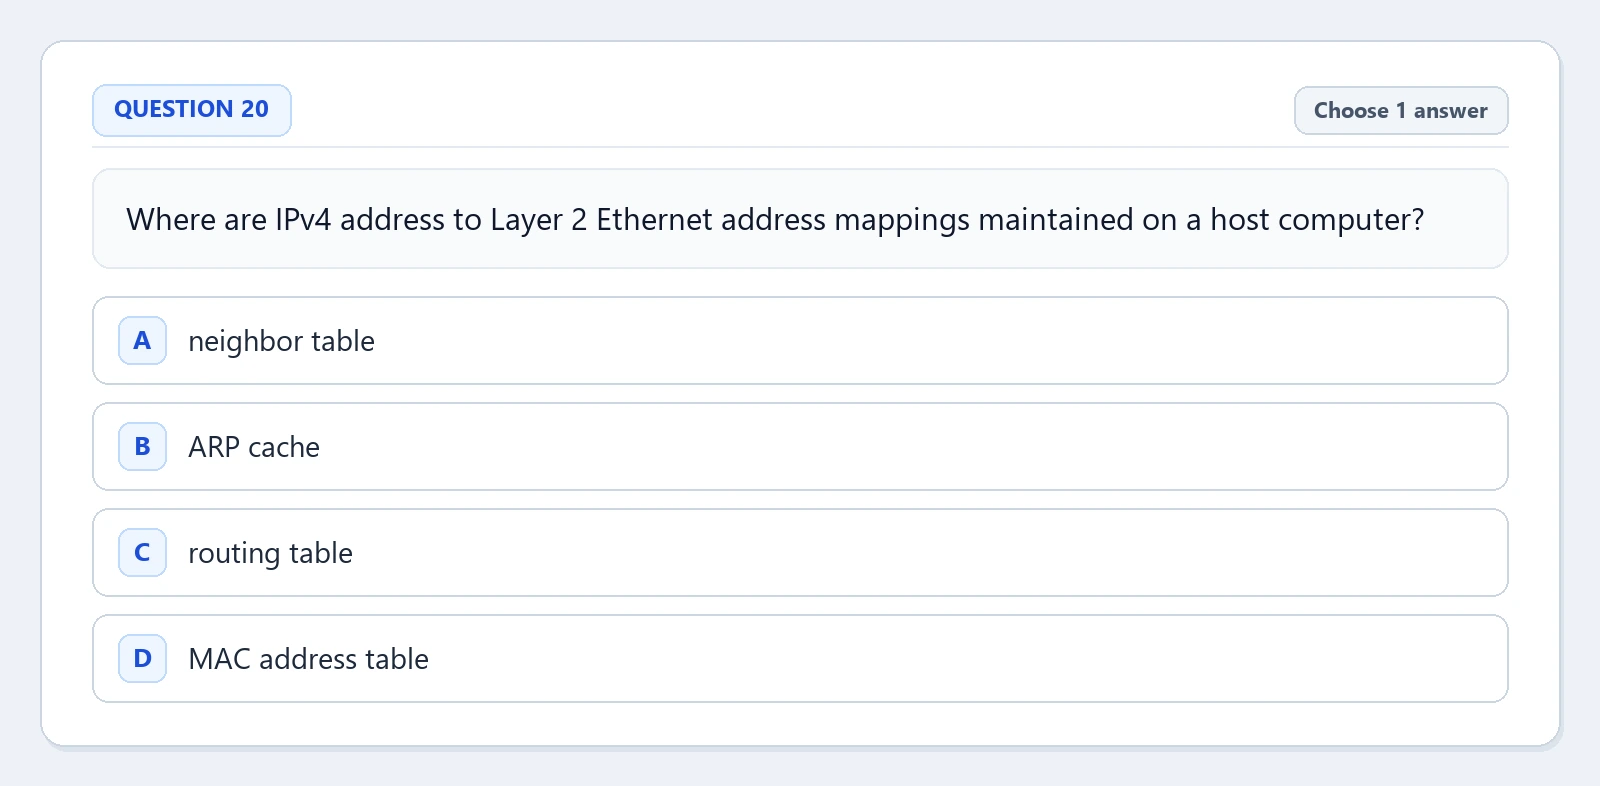 QUESTION 20
Choose 1 answer
Where are IPv4 address to Layer 2 Ethernet address mappings maintained on a host computer?
A neighbor table
B ARP cache
C routing table
D MAC address table